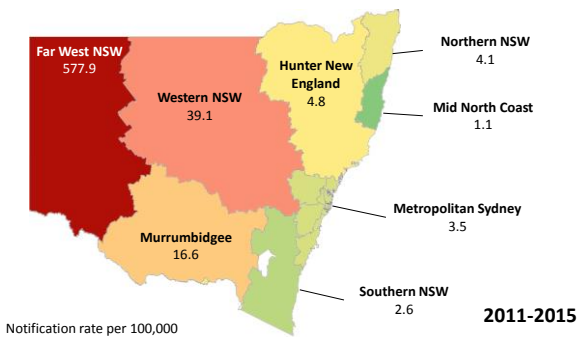 Far West NSW
577.9
Western NSW
39.1
Hunter New
England
4.8
Northern NSW
4.1
Mid North Coast
1.1
Metropolitan Sydney
3.5
Murrumbidgee
16.6
Southern NSW
2.6
2011-2015
Notification rate per 100,000